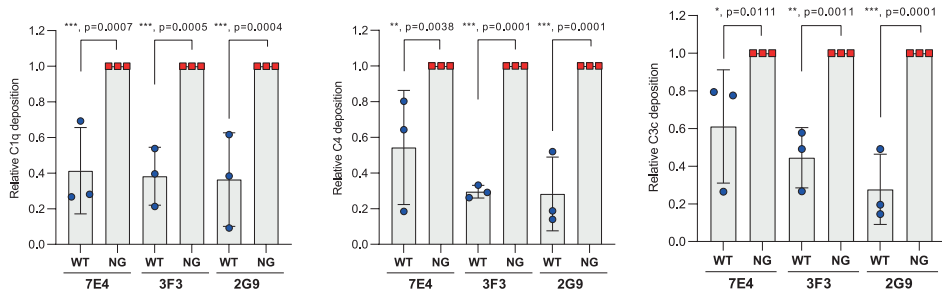 ***, p=0.0007 ***, p=0.0005 ***, p=0.0004
Relative C1q deposition
1.2
1.0
0.8
0.6
0.4
0.2
0.0
WT NG WT NG WT NG
7E4 3F3 2G9
**, p=0.0038 ***, p=0.0001 ***, p=0.0001
Relative C4 deposition
1.2
1.0
0.8
0.6
0.4
0.2
0.0
WT NG WT NG WT NG
7E4 3F3 2G9
*, p=0.0111 **, p=0.0011 ***, p=0.0001
Relative C3c deposition
1.2
1.0
0.8
0.6
0.4
0.2
0.0
WT NG WT NG WT NG
7E4 3F3 2G9